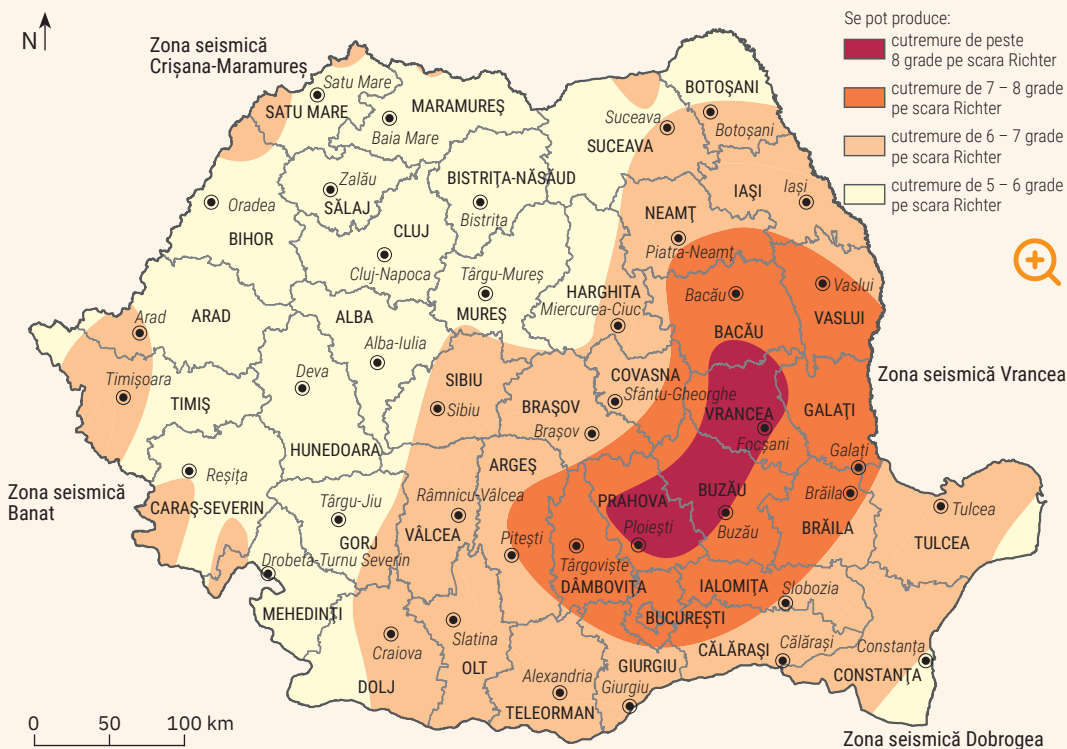 N
Zona seismică
Crișana-Maramureș
Se pot produce:
cutremure de peste
8 grade pe scara Richter
cutremure de 7 – 8 grade
pe scara Richter
cutremure de 6 – 7 grade
pe scara Richter
cutremure de 5 – 6 grade
pe scara Richter
Satu Mare
SATU MARE
MARAMUREȘ
Baia Mare
BOTOȘANI
Botoșani
Suceava
SUCEAVA
Zalău
SĂLAJ
BISTRIȚA-NĂSĂUD
Bistrita
IAȘI
Iași
Oradea
BIHOR
CLUJ
Cluj-Napoca
NEAMȚ
Piatra-Neamț
Târgu-Mureș
MUREȘ
HARGHITA
Miercurea-Ciuc
Bacău
BACĂU
Vaslui
VASLUI
Arad
ARAD
ALBA
Alba-Iulia
Timișoara
TIMIȘ
Deva
HUNEDOARA
SIBIU
Sibiu
BRAȘOV
Brașov
COVASNA
Sfântu-Gheorghe
VRANCEA
Focșani
GALAȚI
Galați
Zona seismică Vrancea
Zona seismică
Banat
Reșița
CARAȘ-SEVERIN
Târgu-Jiu
GORJ
Râmnicu-Vâlcea
VÂLCEA
ARGEȘ
Pitești
PRAHOVA
Ploiești
BUZĂU
Buzău
Brăila
BRĂILA
Tulcea
TULCEA
Drobeta-Turnu Severin
MEHEDINȚI
Târgoviște
DÂMBOVIȚA
IALOMIȚA
Slobozia
BUCUREȘTI
Craiova
DOLJ
Slatina
OLT
Alexandria
TELEORMAN
GIURGIU
Giurgiu
CĂLĂRAȘI
Călărași
Constanța
CONSTANȚA
0 50 100 km
Zona seismică Dobrogea